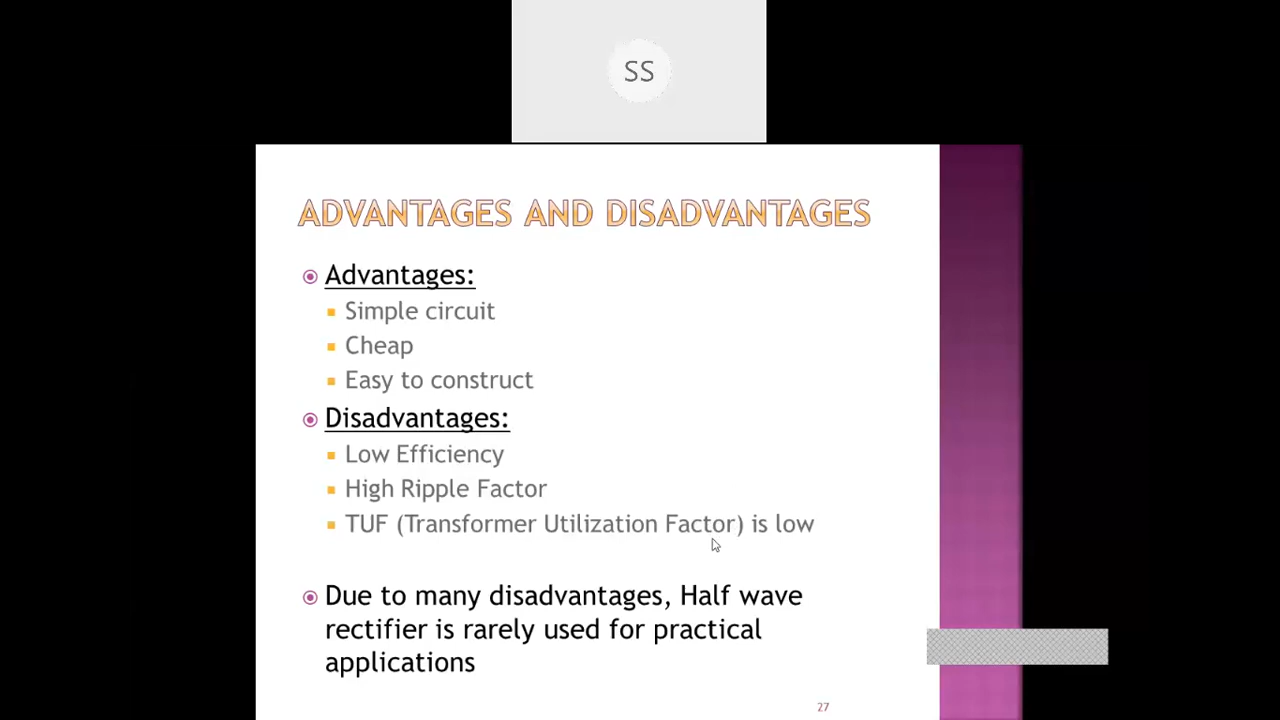 SS
ADVANTAGES AND DISADVANTAGES
Advantages:
Simple circuit
Cheap
Easy to construct
Disadvantages:
Low Efficiency
High Ripple Factor
TUF (Transformer Utilization Factor) is low
Due to many disadvantages, Half wave
rectifier is rarely used for practical
applications
27